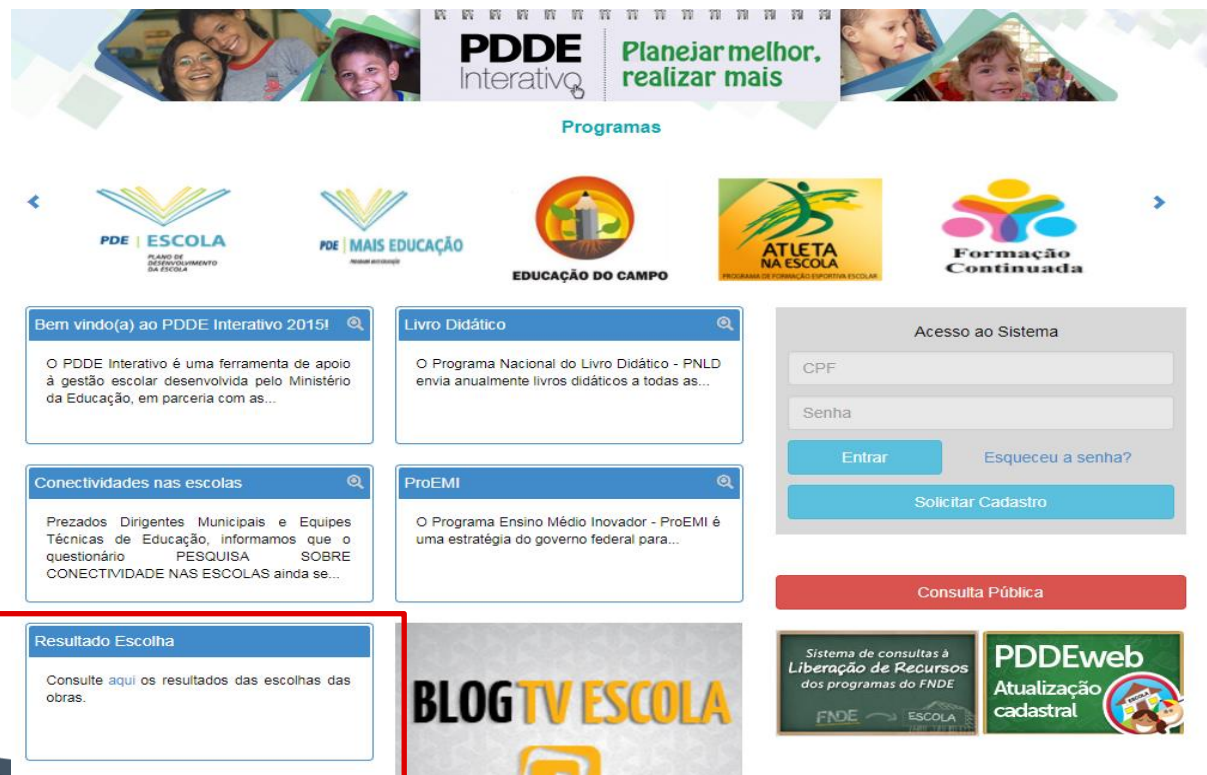 PDDE
Interativo
Planejar melhor,
realizar mais
Programas
PDE | ESCOLA
PLANO DE
DESENVOLVIMENTO
DA ESCOLA
PDE | MAIS EDUCAÇÃO
EDUCAÇÃO DO CAMPO
ATLETA
NA ESCOLA
PROGRAMA DE FORMAÇÃO ESPORTIVA ESCOLAR
Formação
Continuada
Bem vindo(a) ao PDDE Interativo 2015!
O PDDE Interativo é uma ferramenta de apoio
à gestão escolar desenvolvida pelo Ministério
da Educação, em parceria com as...
Livro Didático
O Programa Nacional do Livro Didático - PNLD
envia anualmente livros didáticos a todas as...
Acesso ao Sistema
CPF
Senha
Entrar
Esqueceu a senha?
Solicitar Cadastro
Conectividades nas escolas
Prezados Dirigentes Municipais e Equipes
Técnicas de Educação, informamos que o
questionário PESQUISA SOBRE
CONECTIVIDADE NAS ESCOLAS ainda se...
ProEMI
O Programa Ensino Médio Inovador - ProEMI é
uma estratégia do governo federal para...
Consulta Pública
Resultado Escolha
Consulte aqui os resultados das escolhas das
obras.
BLOG TV ESCOLA
Sistema de consultas à
Liberação de Recursos
dos programas do FNDE
FNDE
ESCOLA
PDDEweb
Atualização
cadastral
ESCOLA